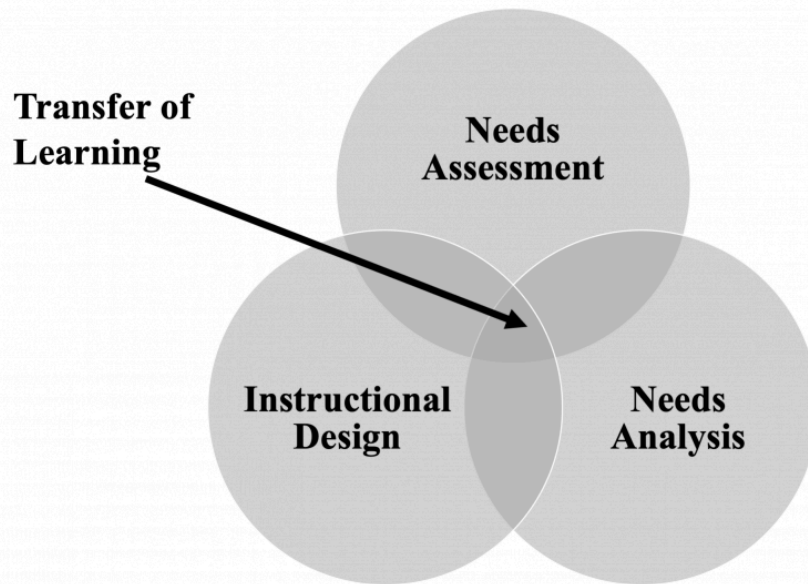 Transfer of
Learning
Needs
Assessment
Instructional
Design
Needs
Analysis